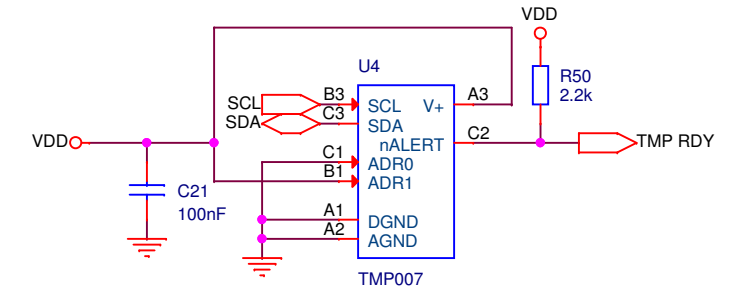 VDD
U4
R50
2.2k
SCL B3 SCL V+ A3
SDA C3 SDA
VDD nALERT C2 TMP RDY
C1 ADR0
B1 ADR1
C21
100nF
A1 DGND
A2 AGND
TMP007